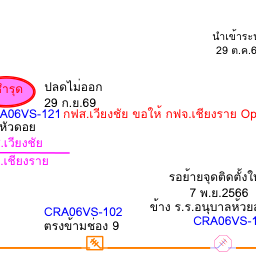 นำเข้าระบ
29 ต.ค.6
ชำรุด
ปลดไม่ออก
29 ก.ย.69
A06VS-121 กฟส.เวียงชัย ขอให้ กฟจ.เชียงราย Op
หัวดอย
.เวียงชัย
.เชียงราย
รอย้ายจุดติดตั้งให
7 พ.ย.2566
ข้าง ร.ร.อนุบาลห้วยส
CRA06VS-1
CRA06VS-102
ตรงข้ามช่อง 9